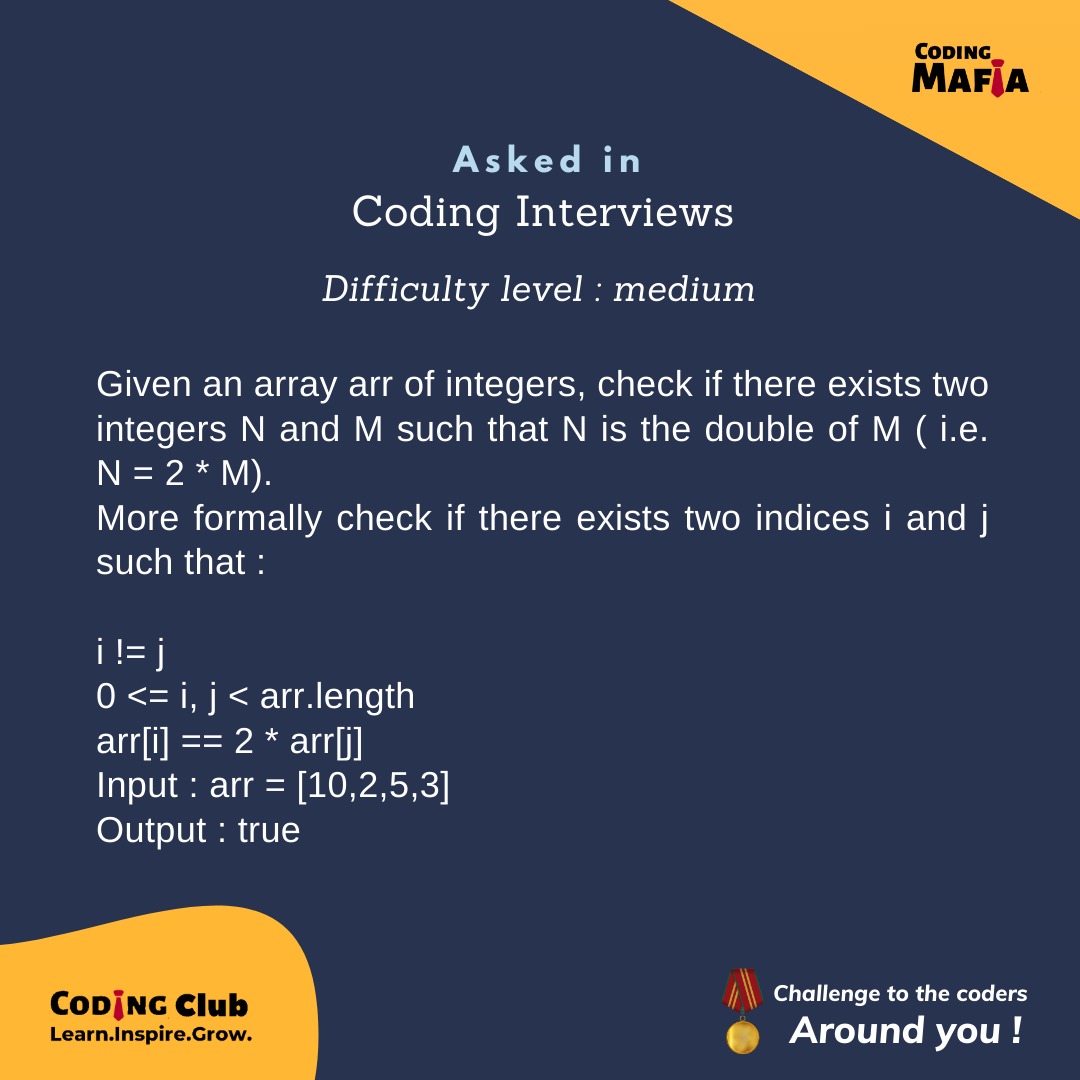 CODING
MAFIA
Asked in
Coding Interviews
Difficulty level : medium
Given an array arr of integers, check if there exists two
integers N and M such that N is the double of M ( i.e.
N = 2 * M).
More formally check if there exists two indices i and j
such that :
i != j
0 <= i, j < arr.length
arr[i] == 2 * arr[j]
Input : arr = [10,2,5,3]
Output : true
CODING Club
Learn.Inspire.Grow.
Challenge to the coders
Around you !